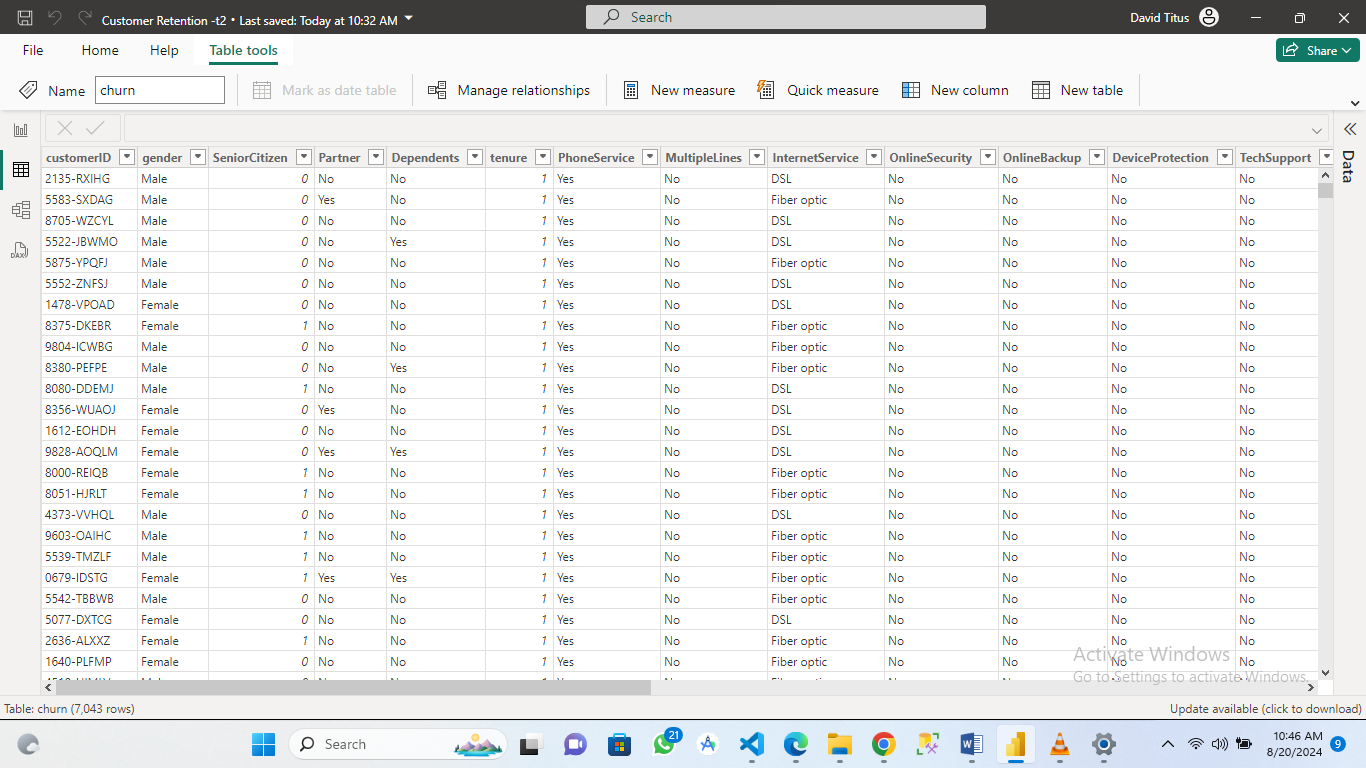 Customer Retention -t2 • Last saved: Today at 10:32 AM Search David Titus
File Home Help Table tools Share
Name churn Mark as date table Manage relationships New measure Quick measure New column New table
customerID gender SeniorCitizen Partner Dependents tenure PhoneService MultipleLines InternetService OnlineSecurity OnlineBackup DeviceProtection TechSupport
2135-RXIHG Male 0 No No 1 Yes No DSL No No No No
5583-SXDAG Male 0 Yes No 1 Yes No Fiber optic No No No No
8705-WZCYL Male 0 No No 1 Yes No DSL No No No No
5522-JBWMO Male 0 No Yes 1 Yes No DSL No No No No
5875-YPQFJ Male 0 No No 1 Yes No Fiber optic No No No No
5552-ZNFSJ Male 0 No No 1 Yes No DSL No No No No
1478-VPOAD Female 0 No No 1 Yes No DSL No No No No
8375-DKEBR Female 1 No No 1 Yes No Fiber optic No No No No
9804-ICWBG Male 0 No No 1 Yes No Fiber optic No No No No
8380-PEFPE Male 0 No Yes 1 Yes No Fiber optic No No No No
8080-DDEMJ Male 1 No No 1 Yes No DSL No No No No
8356-WUAOJ Female 0 Yes No 1 Yes No DSL No No No No
1612-EOHDH Female 0 No No 1 Yes No DSL No No No No
9828-AOQLM Female 0 Yes Yes 1 Yes No DSL No No No No
8000-REIQB Female 1 No No 1 Yes No Fiber optic No No No No
8051-HJRLT Female 1 No No 1 Yes No Fiber optic No No No No
4373-VVHQL Male 0 No No 1 Yes No DSL No No No No
9603-OAIHC Male 1 No No 1 Yes No Fiber optic No No No No
5539-TMZLF Male 1 No No 1 Yes No Fiber optic No No No No
0679-IDSTG Female 1 Yes Yes 1 Yes No Fiber optic No No No No
5542-TBBWB Male 0 No No 1 Yes No Fiber optic No No No No
5077-DXTCG Female 0 No No 1 Yes No DSL No No No No
2636-ALXXZ Female 1 No No 1 Yes No Fiber optic No No No No
1640-PLFMP Female 0 No No 1 Yes No Fiber optic No No No No
Data
DAX
Activate Windows
Go to Settings to activate Windows.
Table: churn (7,043 rows) Update available (click to download)
Search 21 10:46 AM
8/20/2024 9